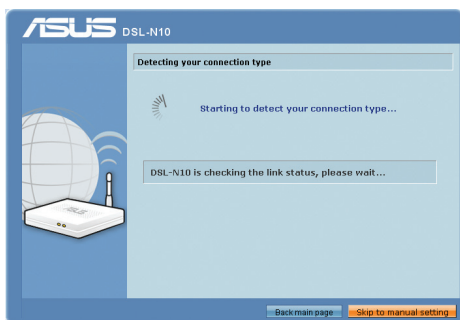 ASUS DSL-N10
Detecting your connection type
Starting to detect your connection type...
DSL-N10 is checking the link status, please wait...
ASUS
Back main page
Skip to manual setting